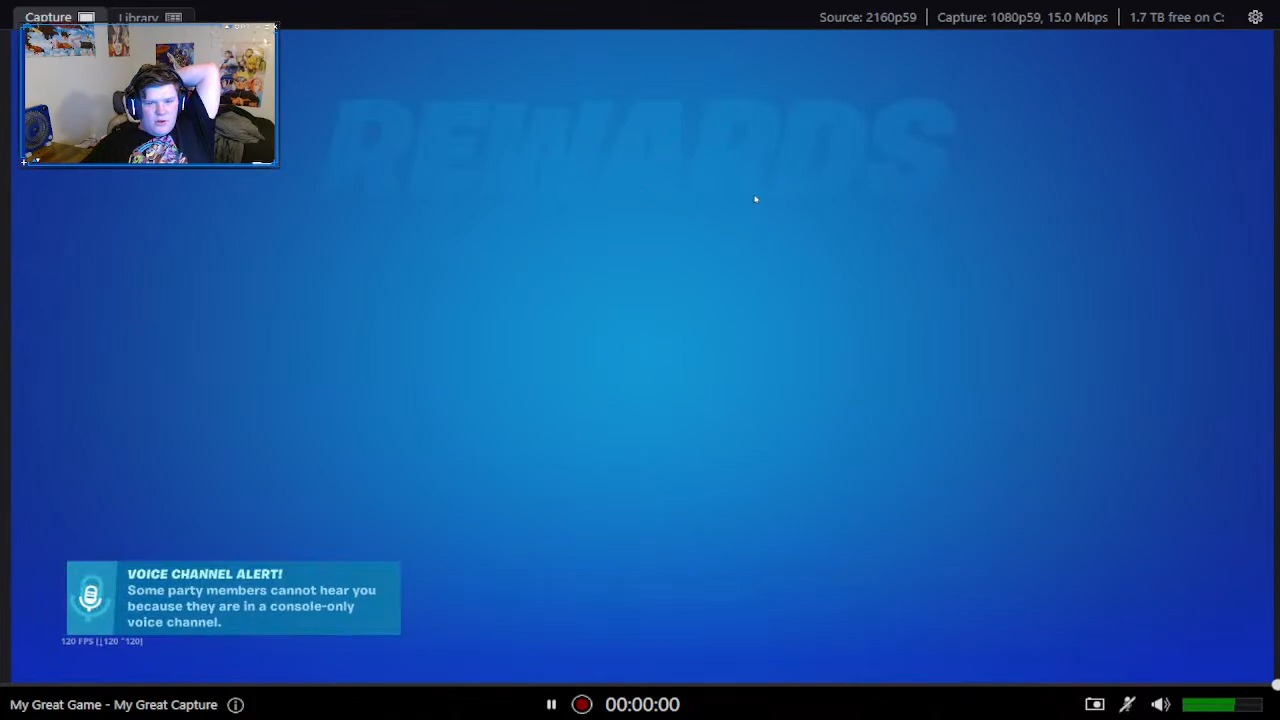 Capture
Library
Source: 2160p59
Capture: 1080p59, 15.0 Mbps
1.7 TB free on C:
REWARDS
VOICE CHANNEL ALERT!
Some party members cannot hear you
because they are in a console-only
voice channel.
My Great Game - My Great Capture
00:00:00